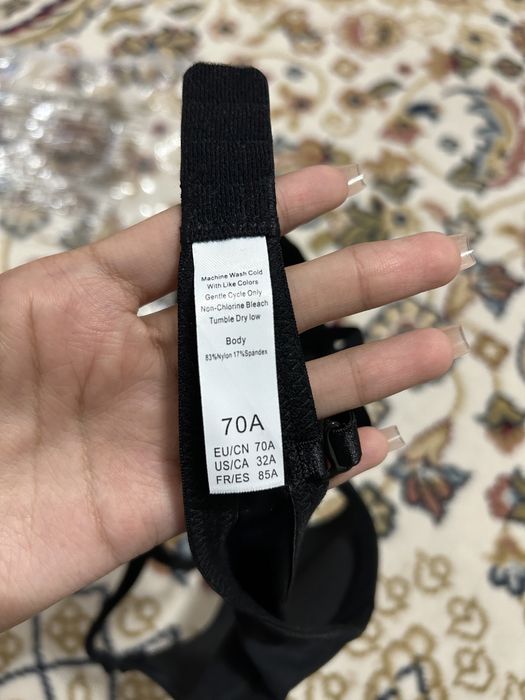 Machine Wash Cold
With Like Colors
Gentle Cycle Only
Non-Chlorine Bleach
Tumble Dry low
Body
83%Nylon 17%Spandex
70A
EU/CN 70A
US/CA 32A
FR/ES 85A